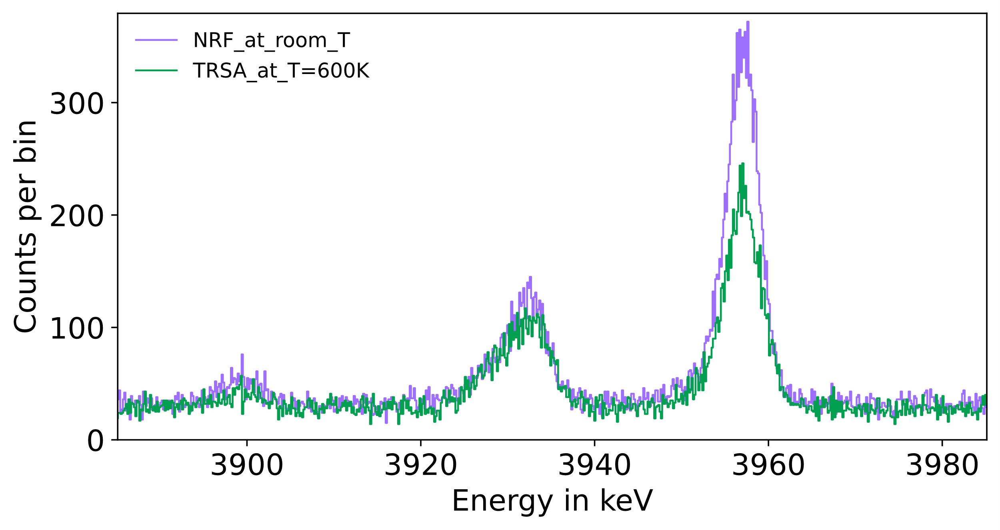 NRF_at_room_T
TRSA_at_T=600K
300
200
100
0
Counts per bin
3900 3920 3940 3960 3980
Energy in keV